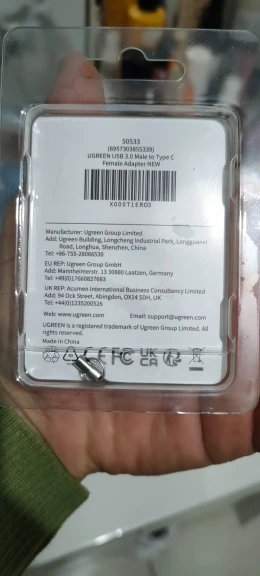 50533
(6957303855339)
UGREEN USB 3.0 Male to Type C
Female Adapter NEW
X000T1ERD3
Manufacturer: Ugreen Group Limited
Add: Ugreen Building, Longcheng Industrial Park, Longguanxi
Road, Longhua, Shenzhen, China
Tel: +86-755-28066530
EU REP: Ugreen Group GmbH
Add: Mannheimerstr. 13 30880 Laatzen, Germany
Tel: +49(0)17660827663
UK REP: Acumen International Business Consultancy Limited
Add: 94 Ock Street, Abingdon, OX14 5DH, UK
Tel: +44(0)1235200526
Web: www.ugreen.com Email: support@ugreen.com
UGREEN is a registered trademark of Ugreen Group Limited. All
rights reserved.
Made in China
CE FC UK CA